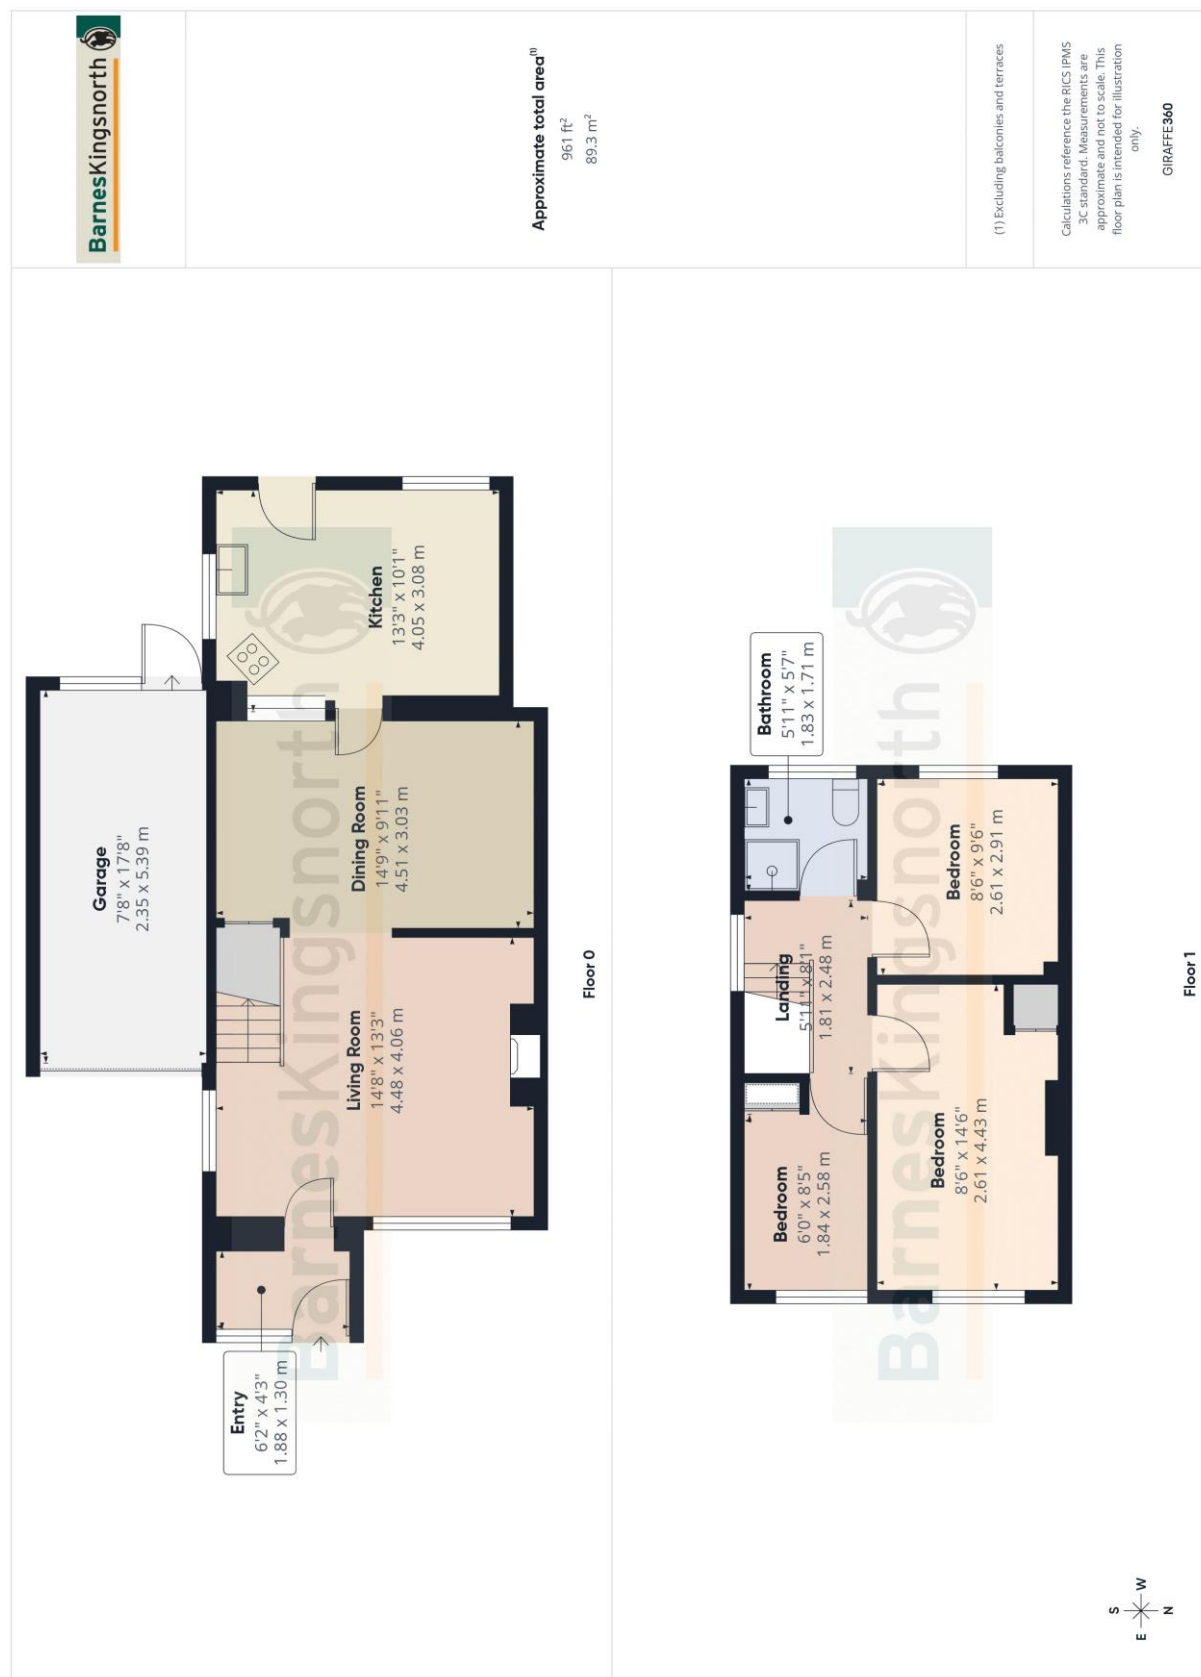 BarnesKingsnorth
Approximate total area⁽¹⁾
961 ft²
89.3 m²
(1) Excluding balconies and terraces
Calculations reference the RICS IPMS
3C standard. Measurements are
approximate and not to scale. This
floor plan is intended for illustration
only.
GIRAFFE360
Garage
7'8" x 17'8"
2.35 x 5.39 m
Kitchen
13'3" x 10'1"
4.05 x 3.08 m
Dining Room
14'9" x 9'11"
4.51 x 3.03 m
Living Room
14'8" x 13'3"
4.48 x 4.06 m
Entry
6'2" x 4'3"
1.88 x 1.30 m
BarnesKingsnorth
Floor 0
Bathroom
5'11" x 5'7"
1.83 x 1.71 m
Landing
5'11" x 8'1"
1.81 x 2.48 m
Bedroom
8'6" x 9'6"
2.61 x 2.91 m
Bedroom
6'0" x 8'5"
1.84 x 2.58 m
Bedroom
8'6" x 14'6"
2.61 x 4.43 m
BarnesKingsnorth
Floor 1
S
E
W
N